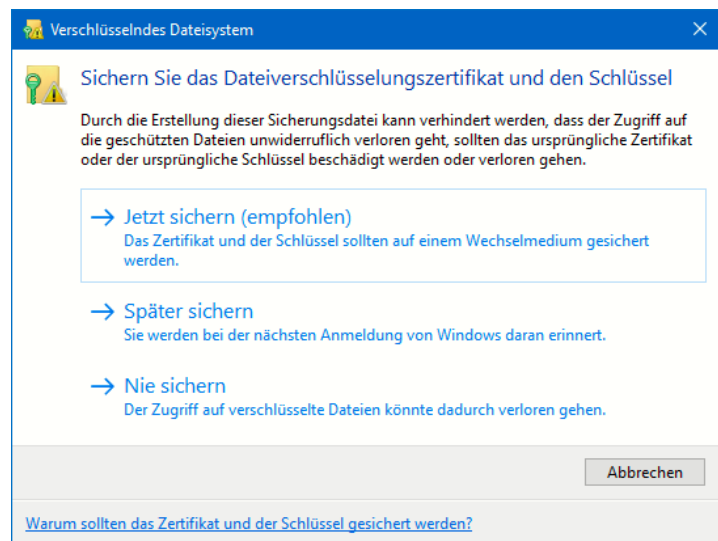 Verschlüsselndes Dateisystem
Sichern Sie das Dateiverschlüsselungszertifikat und den Schlüssel
Durch die Erstellung dieser Sicherungsdatei kann verhindert werden, dass der Zugriff auf
die geschützten Dateien unwiderruflich verloren geht, sollten das ursprüngliche Zertifikat
oder der ursprüngliche Schlüssel beschädigt werden oder verloren gehen.
Jetzt sichern (empfohlen)
Das Zertifikat und der Schlüssel sollten auf einem Wechselmedium gesichert
werden.
Später sichern
Sie werden bei der nächsten Anmeldung von Windows daran erinnert.
Nie sichern
Der Zugriff auf verschlüsselte Dateien könnte dadurch verloren gehen.
Abbrechen
Warum sollten das Zertifikat und der Schlüssel gesichert werden?